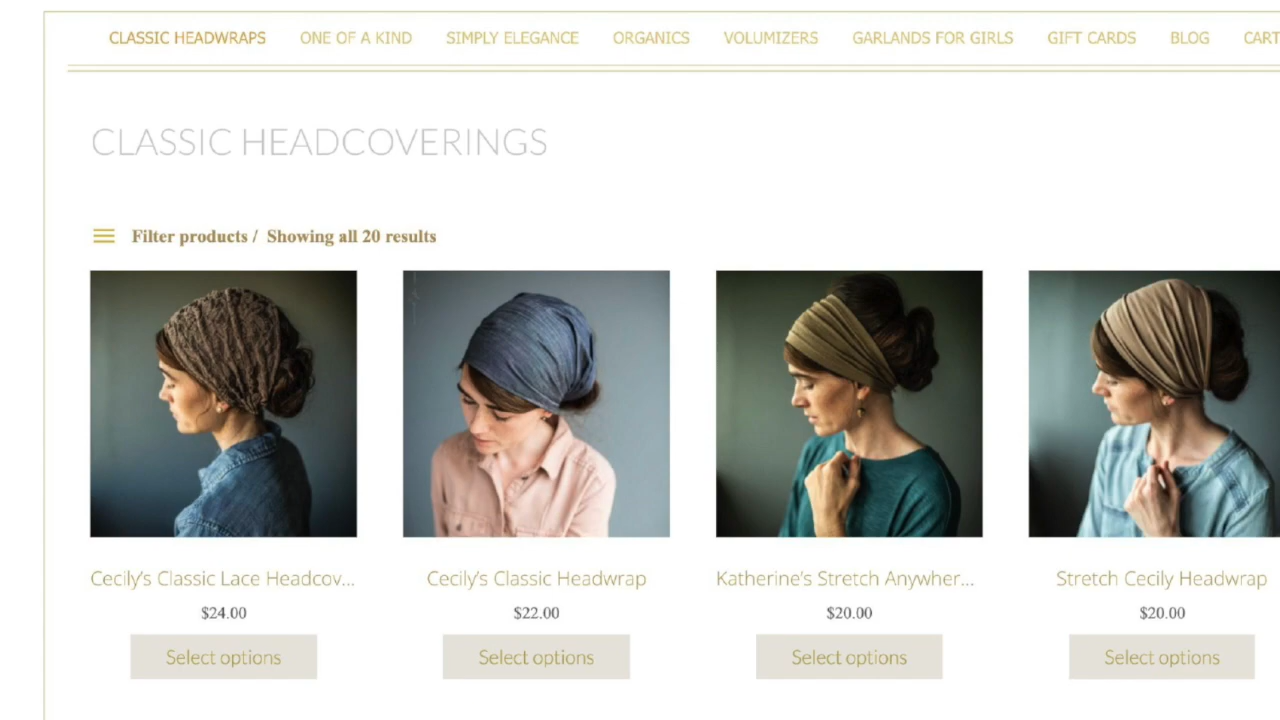 CLASSIC HEADWRAPS ONE OF A KIND SIMPLY ELEGANCE ORGANICS VOLUMIZERS GARLANDS FOR GIRLS GIFT CARDS BLOG CART
CLASSIC HEADCOVERINGS
Filter products / Showing all 20 results
Cecily's Classic Lace Headcov... Cecily's Classic Headwrap Katherine's Stretch Anywher... Stretch Cecily Headwrap
$24.00 $22.00 $20.00 $20.00
Select options Select options Select options Select options